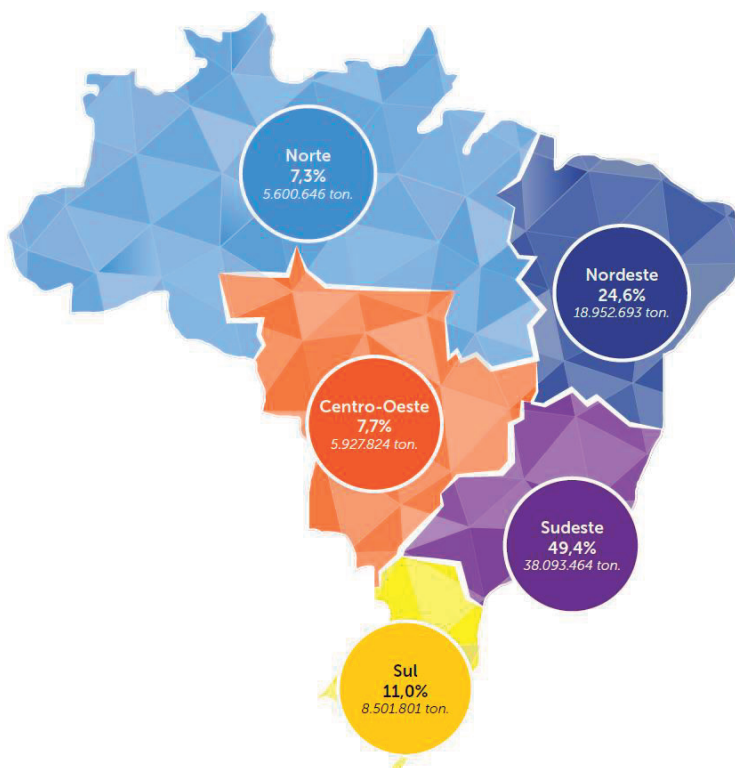 Norte
7,3%
5.600.646 ton.
Nordeste
24,6%
18.952.693 ton.
Centro-Oeste
7,7%
5.927.824 ton.
Sudeste
49,4%
38.093.464 ton.
Sul
11,0%
8.501.801 ton.